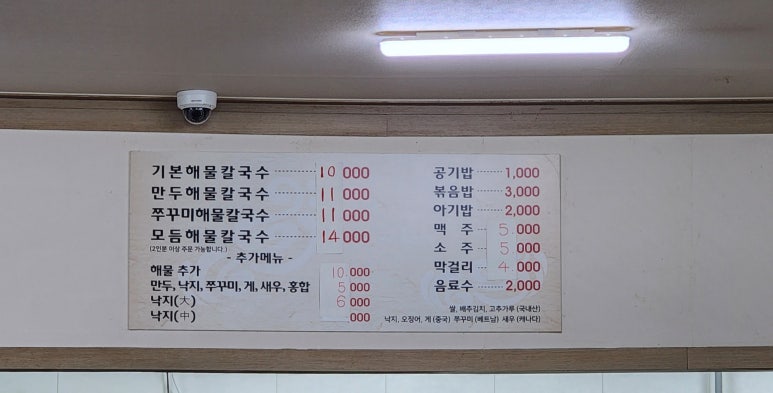 기본해물칼국수 ---------- 10 000
만두해물칼국수 ---------- 11 000
쭈꾸미해물칼국수 ---------- 11 000
모듬해물칼국수 ---------- 14 000
(2인분 이상 주문 가능합니다.)
- 추가메뉴 -
해물 추가 10.000
만두, 낙지, 쭈꾸미, 게, 새우, 홍합 5 000
낙지(大) 6 000
낙지(中) .000
공기밥 ------ 1,000
볶음밥 ------ 3,000
아기밥 ------ 2,000
맥 주 ---- 5 .000
소 주 ---- 5 .000
막걸리 ---- 4 .000
음료수 ------ 2,000
쌀, 배추김치, 고추가루 (국내산)
낙지, 오징어, 게 (중국) 쭈꾸미 (베트남) 새우 (캐나다)